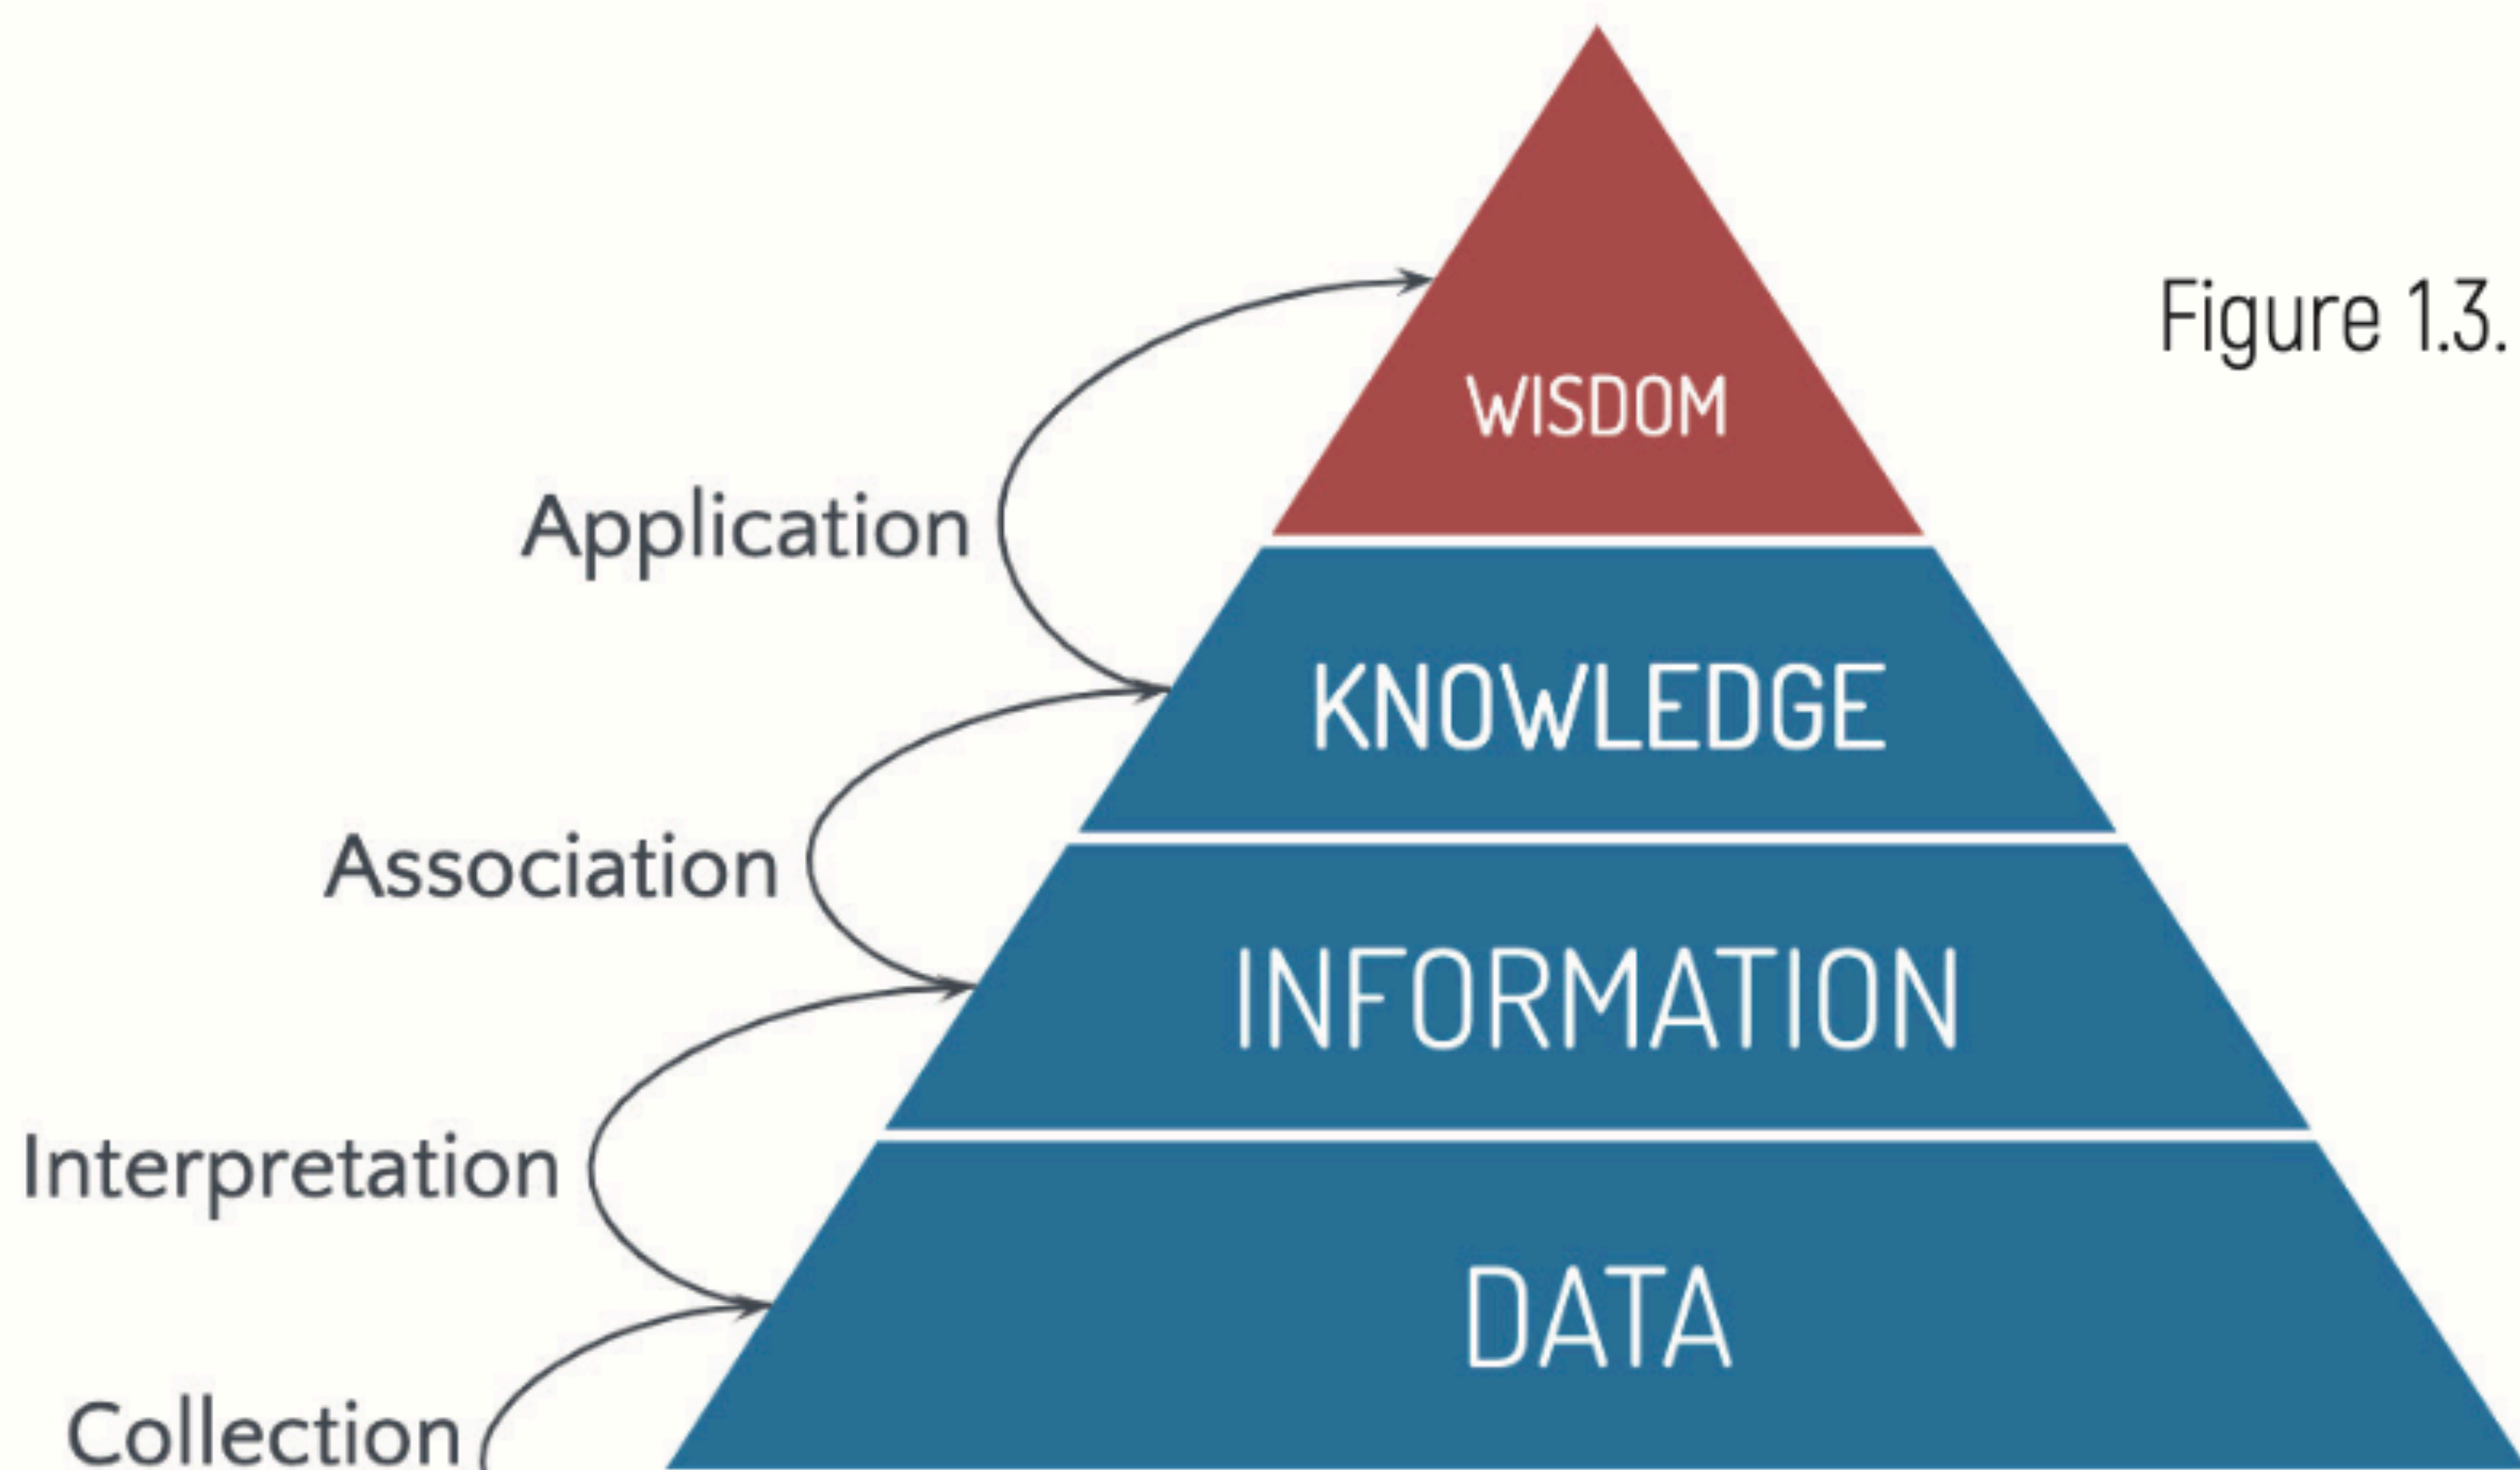 Figure 1.3.
WISDOM
Application
KNOWLEDGE
Association
INFORMATION
Interpretation
DATA
Collection